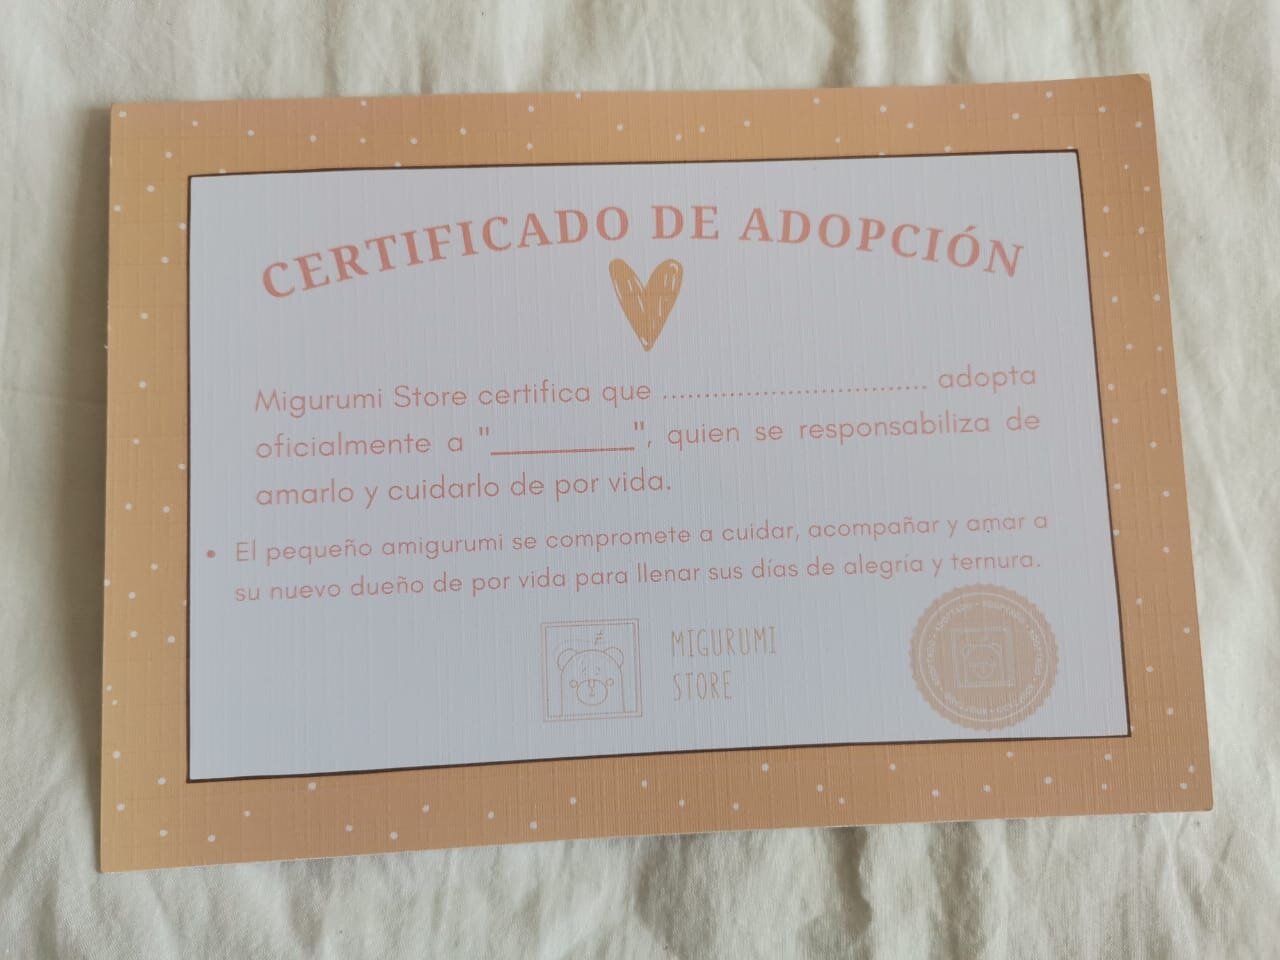 CERTIFICADO DE ADOPCIÓN
Migurumi Store certifica que ................................ adopta
oficialmente a "__________", quien se responsabiliza de
amarlo y cuidarlo de por vida.
• El pequeño amigurumi se compromete a cuidar, acompañar y amar a
su nuevo dueño de por vida para llenar sus días de alegría y ternura.
MIGURUMI
STORE